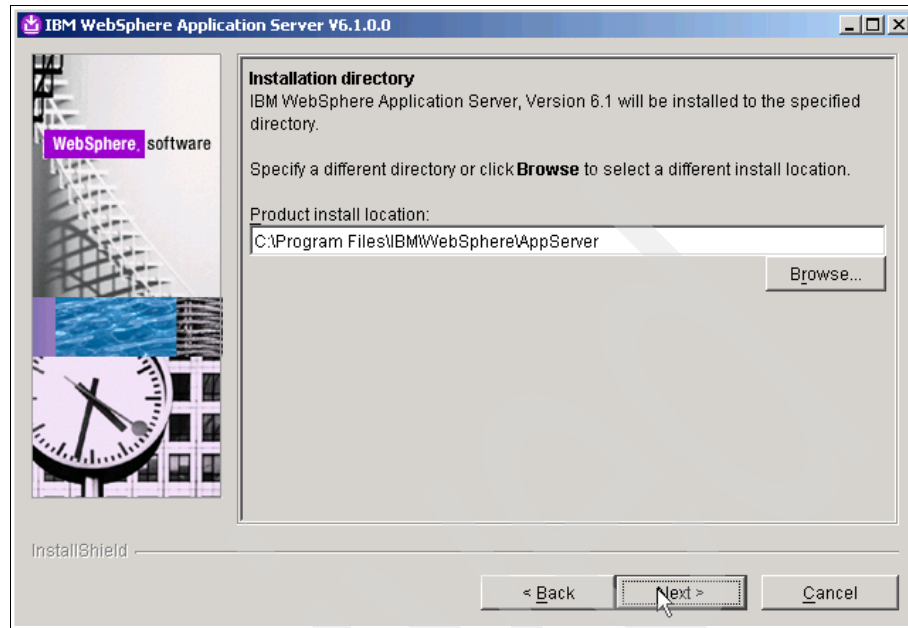 IBM WebSphere Application Server V6.1.0.0
WebSphere. software
Installation directory
IBM WebSphere Application Server, Version 6.1 will be installed to the specified
directory.
Specify a different directory or click Browse to select a different install location.
Product install location:
C:\Program Files\IBM\WebSphere\AppServer
Browse...
InstallShield
< Back
Next >
Cancel